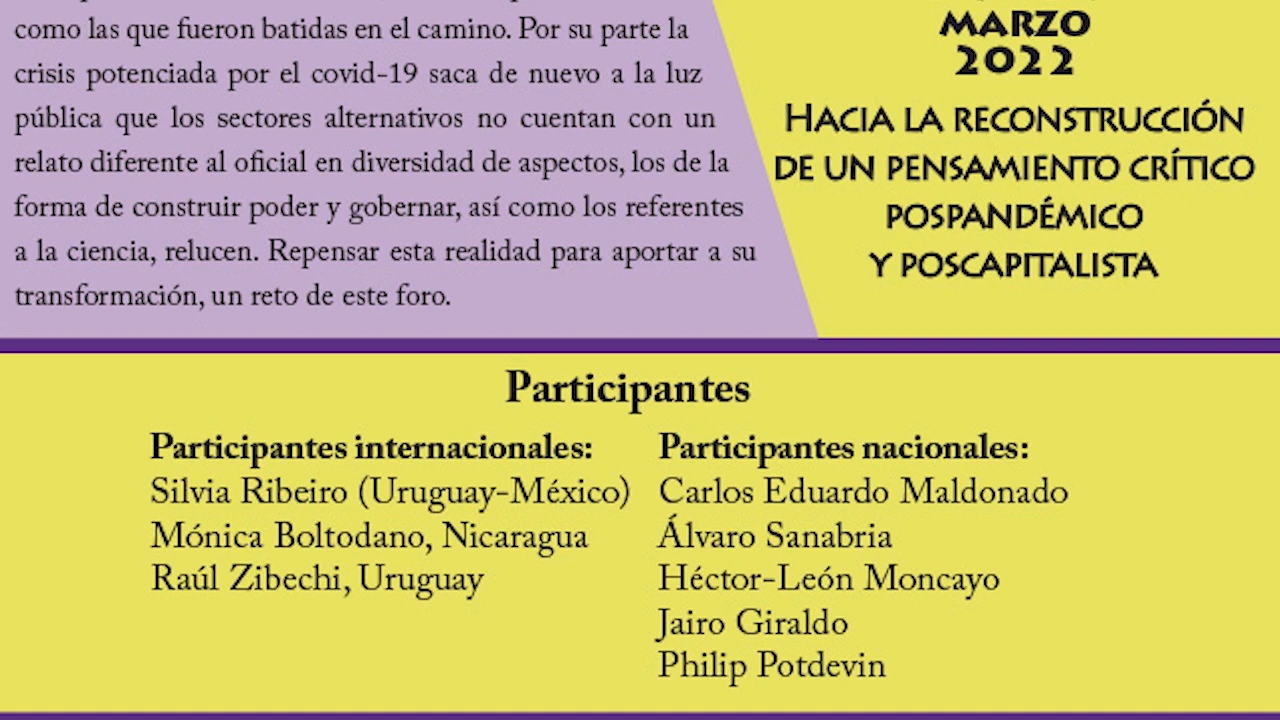 como las que fueron batidas en el camino. Por su parte la
crisis potenciada por el covid-19 saca de nuevo a la luz
pública que los sectores alternativos no cuentan con un
relato diferente al oficial en diversidad de aspectos, los de la
forma de construir poder y gobernar, así como los referentes
a la ciencia, relucen. Repensar esta realidad para aportar a su
transformación, un reto de este foro.
MARZO
2022
HACIA LA RECONSTRUCCIÓN
DE UN PENSAMIENTO CRÍTICO
POSPANDÉMICO
Y POSCAPITALISTA
Participantes
Participantes internacionales:
Silvia Ribeiro (Uruguay-México)
Mónica Boltodano, Nicaragua
Raúl Zibechi, Uruguay
Participantes nacionales:
Carlos Eduardo Maldonado
Álvaro Sanabria
Héctor-León Moncayo
Jairo Giraldo
Philip Potdevin